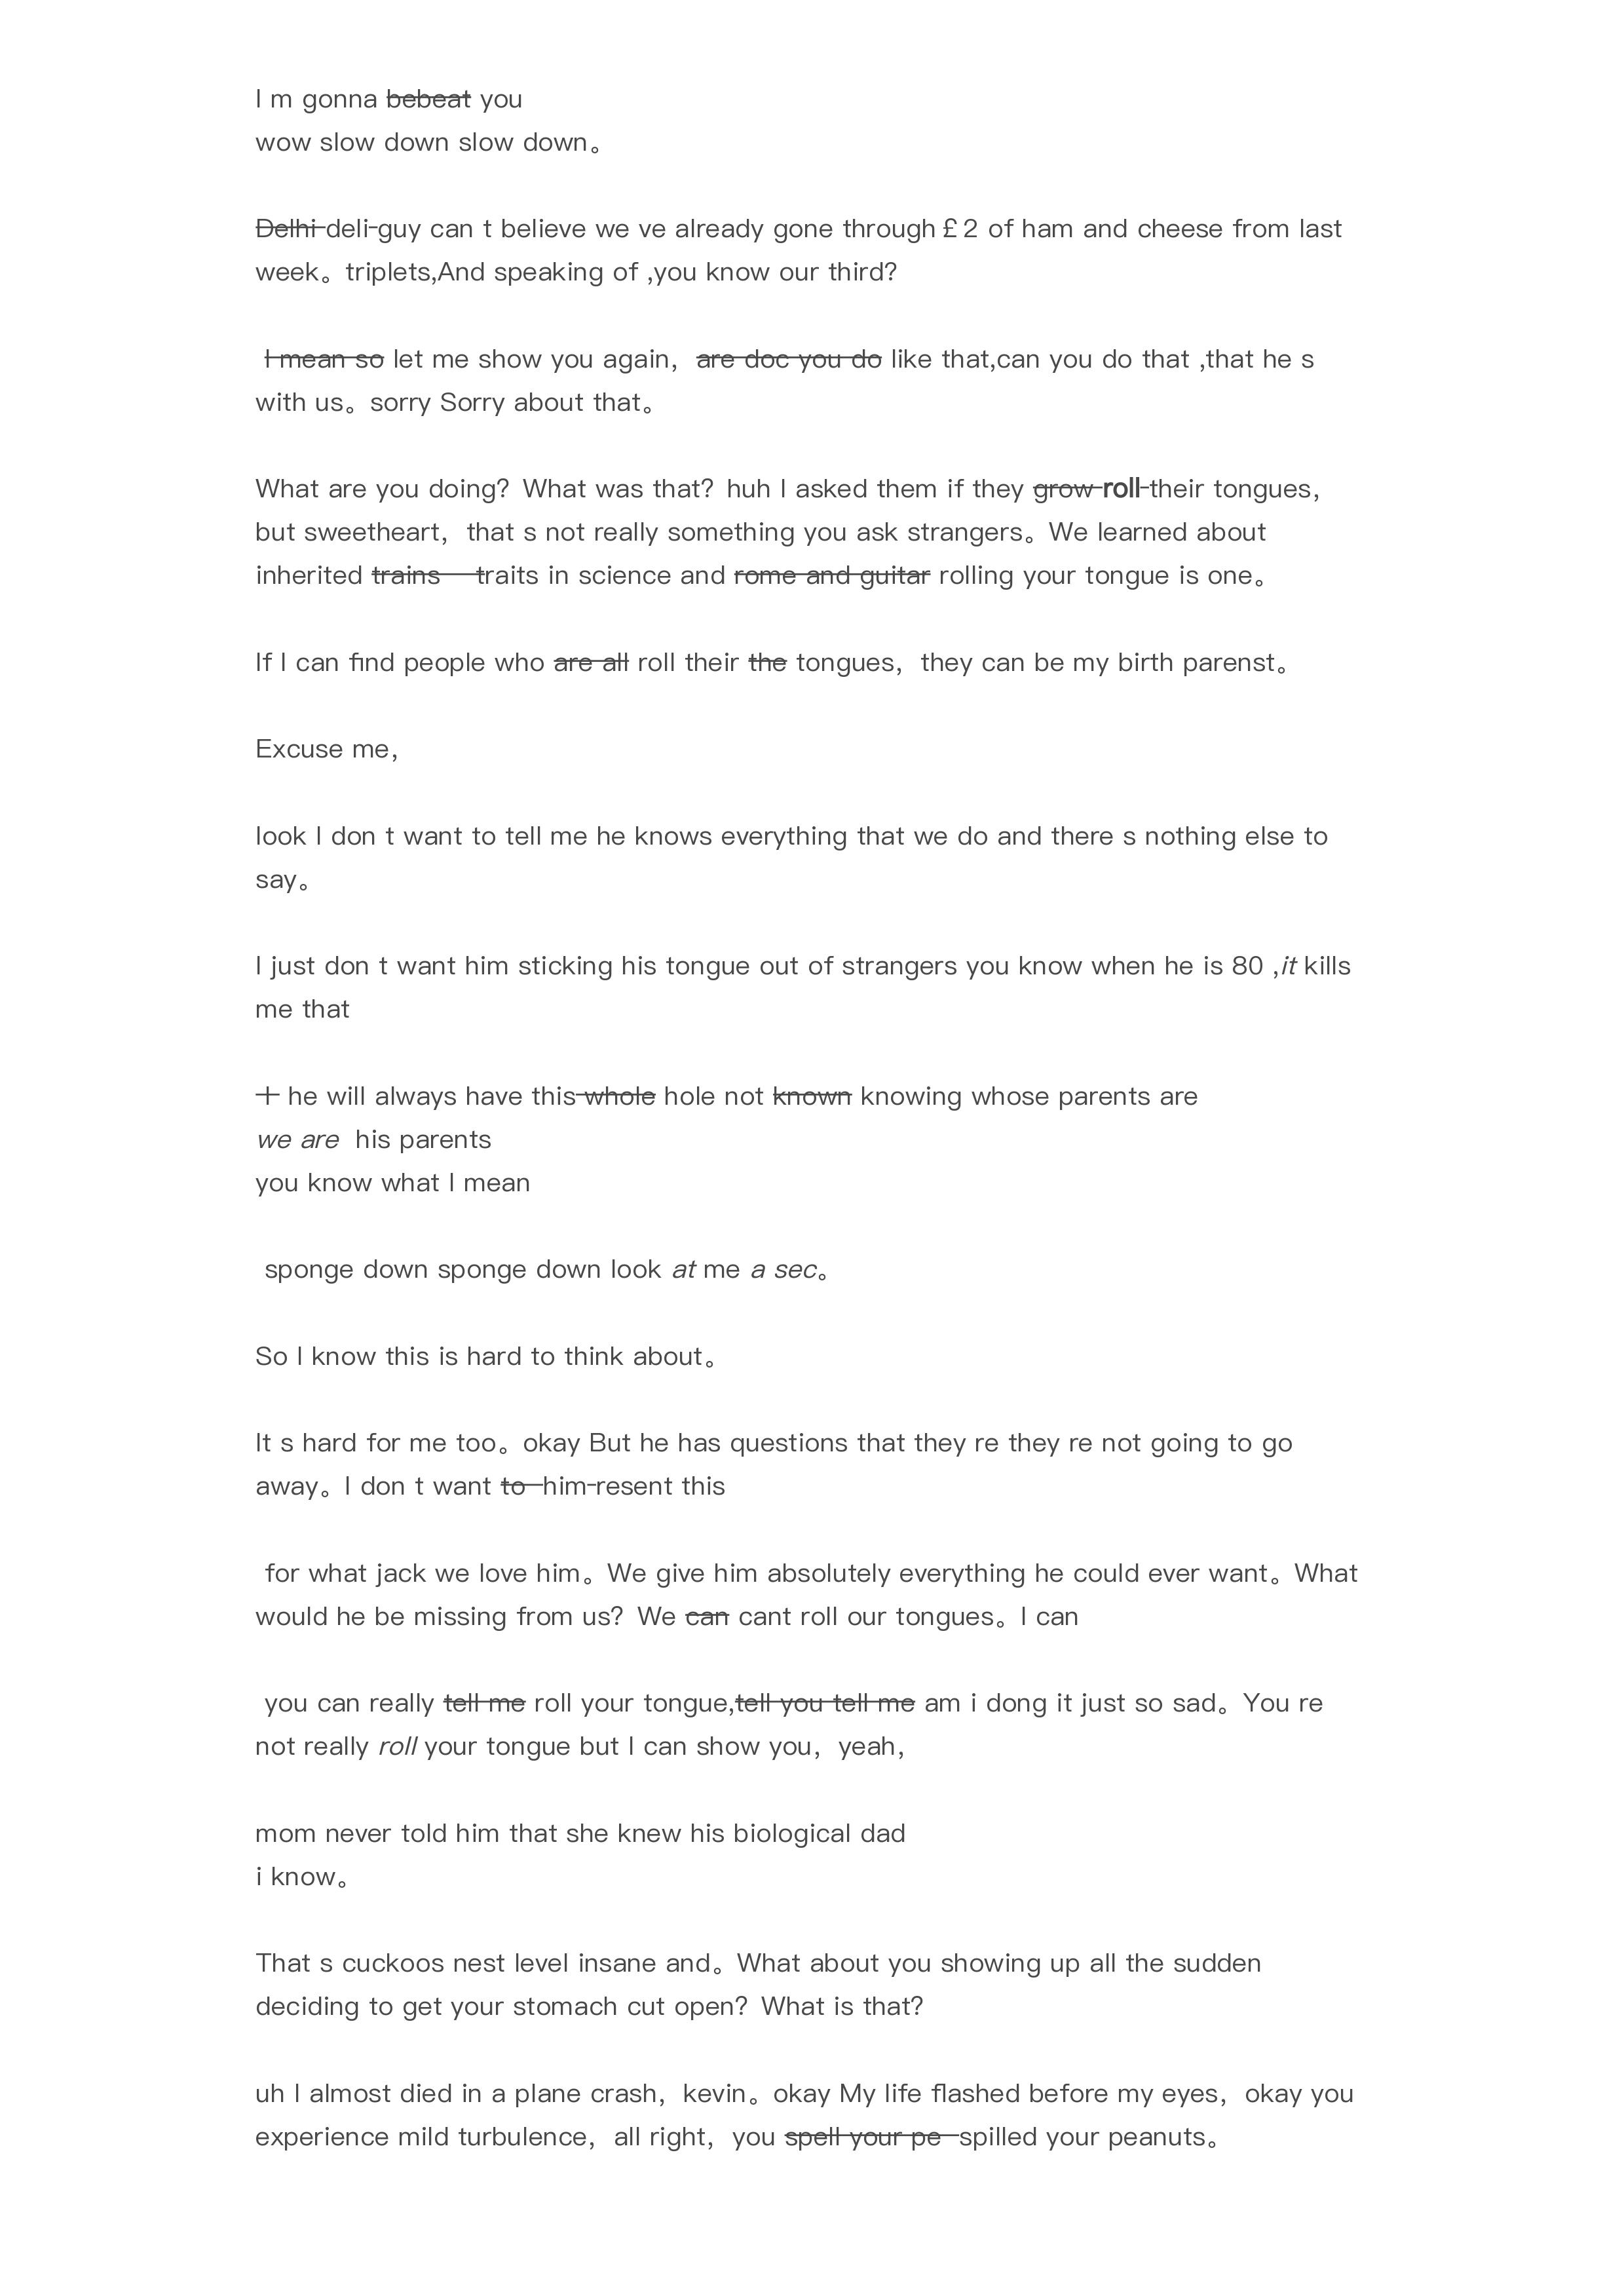 I m gonna bebeat you
wow slow down slow down。
Delhi deli guy can t believe we ve already gone through £2 of ham and cheese from last
week。triplets,And speaking of ,you know our third?
I mean so let me show you again，are doc you do like that,can you do that ,that he s
with us。sorry Sorry about that。
What are you doing? What was that? huh I asked them if they grow roll their tongues，
but sweetheart，that s not really something you ask strangers。We learned about
inherited trains traits in science and rome and guitar rolling your tongue is one。
If I can find people who are all roll their the tongues，they can be my birth parenst。
Excuse me，
look I don t want to tell me he knows everything that we do and there s nothing else to
say。
I just don t want him sticking his tongue out of strangers you know when he is 80 ,it kills
me that
I he will always have this whole hole not known knowing whose parents are
we are his parents
you know what I mean
sponge down sponge down look at me a sec。
So I know this is hard to think about。
It s hard for me too。okay But he has questions that they re they re not going to go
away。I don t want to him resent this
for what jack we love him。We give him absolutely everything he could ever want。What
would he be missing from us? We can cant roll our tongues。I can
you can really tell me roll your tongue,tell you tell me am i dong it just so sad。You re
not really roll your tongue but I can show you，yeah，
mom never told him that she knew his biological dad
i know。
That s cuckoos nest level insane and。What about you showing up all the sudden
deciding to get your stomach cut open? What is that?
uh I almost died in a plane crash，kevin。okay My life flashed before my eyes，okay you
experience mild turbulence，all right，you spell your pe spilled your peanuts。